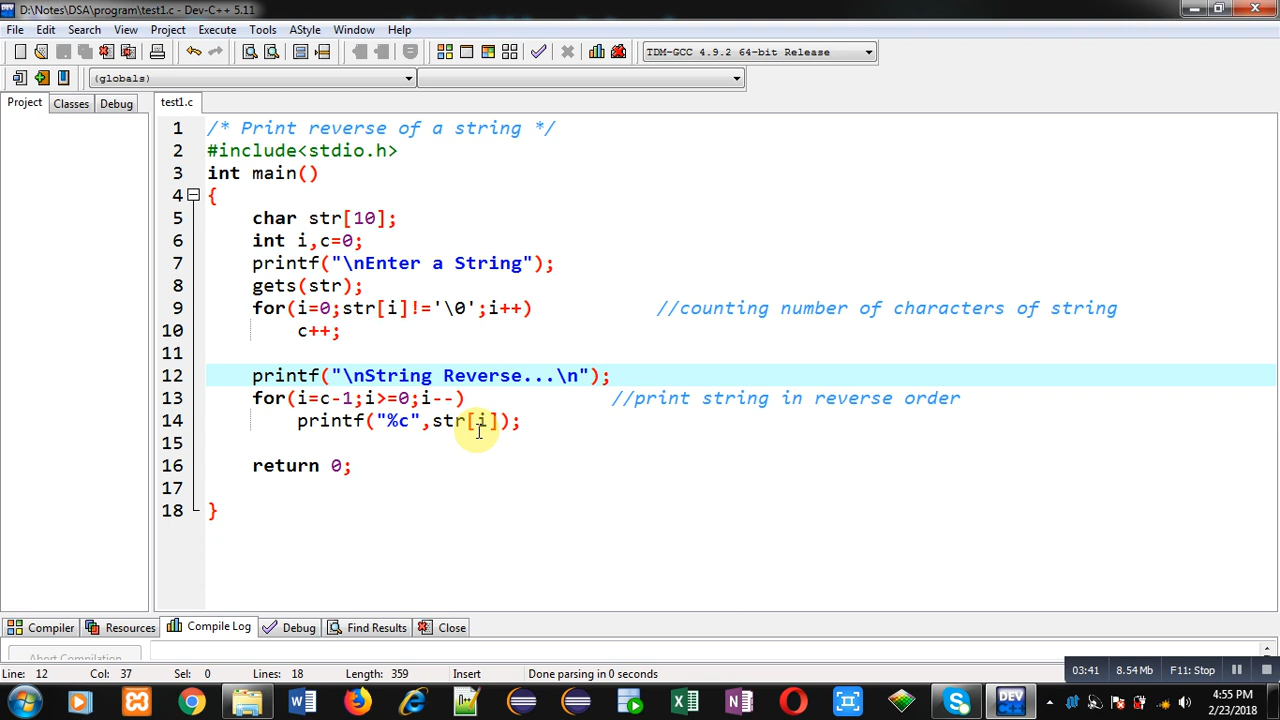 D:\Notes\DSA\program\test1.c - Dev-C++ 5.11
File Edit Search View Project Execute Tools AStyle Window Help
TDM-GCC 4.9.2 64-bit Release
(globals)
Project Classes Debug test1.c
1 /* Print reverse of a string */
2 #include<stdio.h>
3 int main()
4 {
5 char str[10];
6 int i,c=0;
7 printf("\nEnter a String");
8 gets(str);
9 for(i=0;str[i]!='\0';i++) //counting number of characters of string
10 c++;
11
12 printf("\nString Reverse...\n");
13 for(i=c-1;i>=0;i--) //print string in reverse order
14 printf("%c",str[i]);
15
16 return 0;
17
18 }
Compiler Resources Compile Log Debug Find Results Close
Abort Compilation
Line: 12 Col: 37 Sel: 0 Lines: 18 Length: 359 Insert Done parsing in 0 seconds
03:41 8.54 Mb F11: Stop
DEV
4:55 PM
2/23/2018